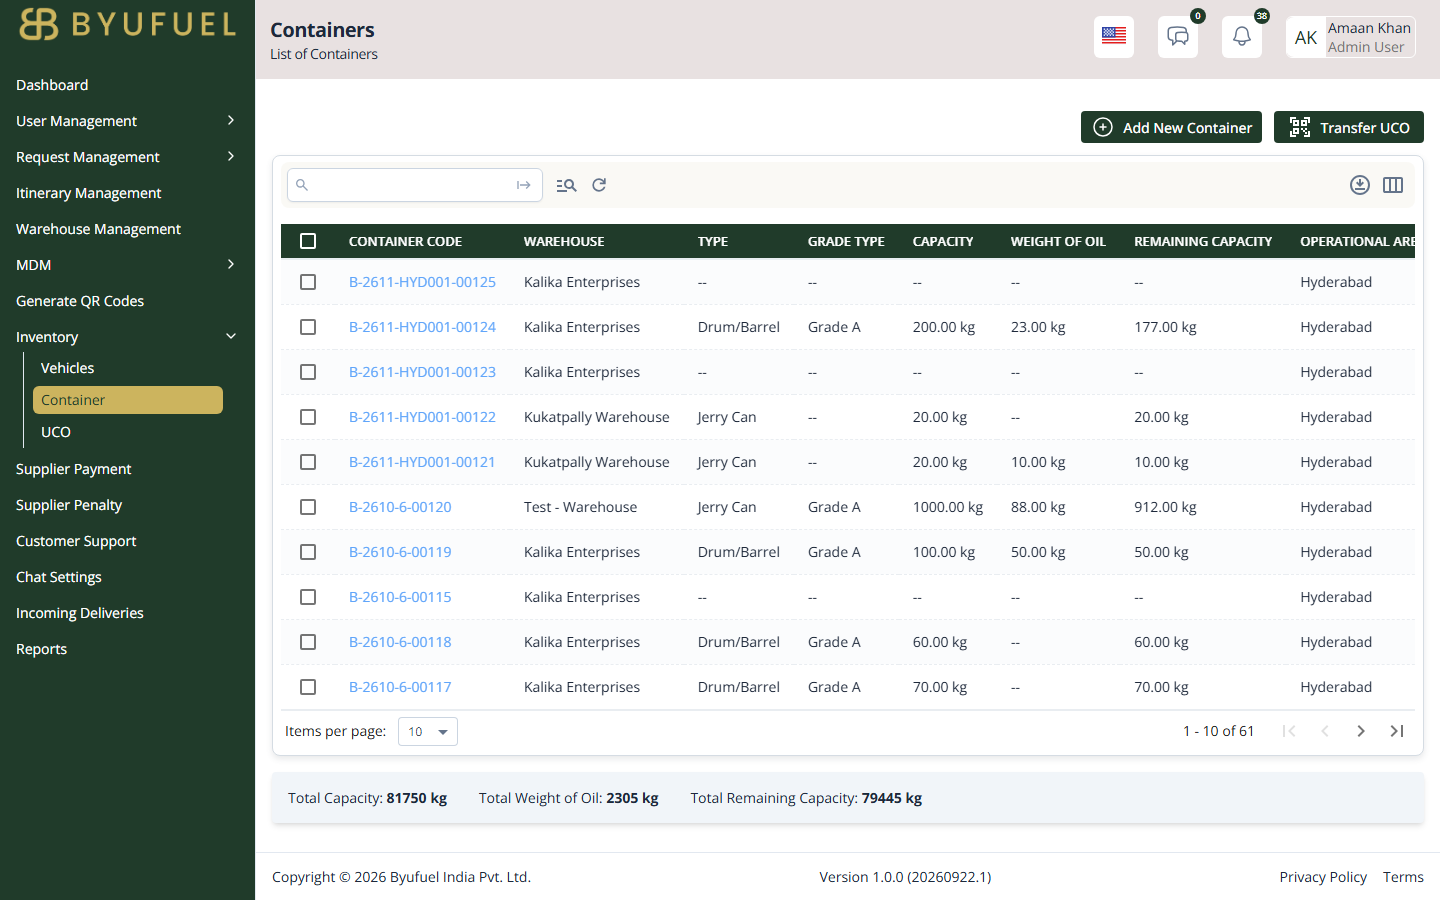 BYUFUEL
Containers
List of Containers
0
38
AK
Amaan Khan
Admin User
Dashboard
User Management
Request Management
Itinerary Management
Warehouse Management
MDM
Generate QR Codes
Inventory
Vehicles
Container
UCO
Supplier Payment
Supplier Penalty
Customer Support
Chat Settings
Incoming Deliveries
Reports
Add New Container
Transfer UCO
CONTAINER CODE WAREHOUSE TYPE GRADE TYPE CAPACITY WEIGHT OF OIL REMAINING CAPACITY OPERATIONAL ARE
B-2611-HYD001-00125 Kalika Enterprises -- -- -- -- -- Hyderabad
B-2611-HYD001-00124 Kalika Enterprises Drum/Barrel Grade A 200.00 kg 23.00 kg 177.00 kg Hyderabad
B-2611-HYD001-00123 Kalika Enterprises -- -- -- -- -- Hyderabad
B-2611-HYD001-00122 Kukatpally Warehouse Jerry Can -- 20.00 kg -- 20.00 kg Hyderabad
B-2611-HYD001-00121 Kukatpally Warehouse Jerry Can -- 20.00 kg 10.00 kg 10.00 kg Hyderabad
B-2610-6-00120 Test - Warehouse Jerry Can Grade A 1000.00 kg 88.00 kg 912.00 kg Hyderabad
B-2610-6-00119 Kalika Enterprises Drum/Barrel Grade A 100.00 kg 50.00 kg 50.00 kg Hyderabad
B-2610-6-00115 Kalika Enterprises -- -- -- -- -- Hyderabad
B-2610-6-00118 Kalika Enterprises Drum/Barrel Grade A 60.00 kg -- 60.00 kg Hyderabad
B-2610-6-00117 Kalika Enterprises Drum/Barrel Grade A 70.00 kg -- 70.00 kg Hyderabad
Items per page: 10 1 - 10 of 61
Total Capacity: 81750 kg Total Weight of Oil: 2305 kg Total Remaining Capacity: 79445 kg
Copyright © 2026 Byufuel India Pvt. Ltd. Version 1.0.0 (20260922.1) Privacy Policy Terms